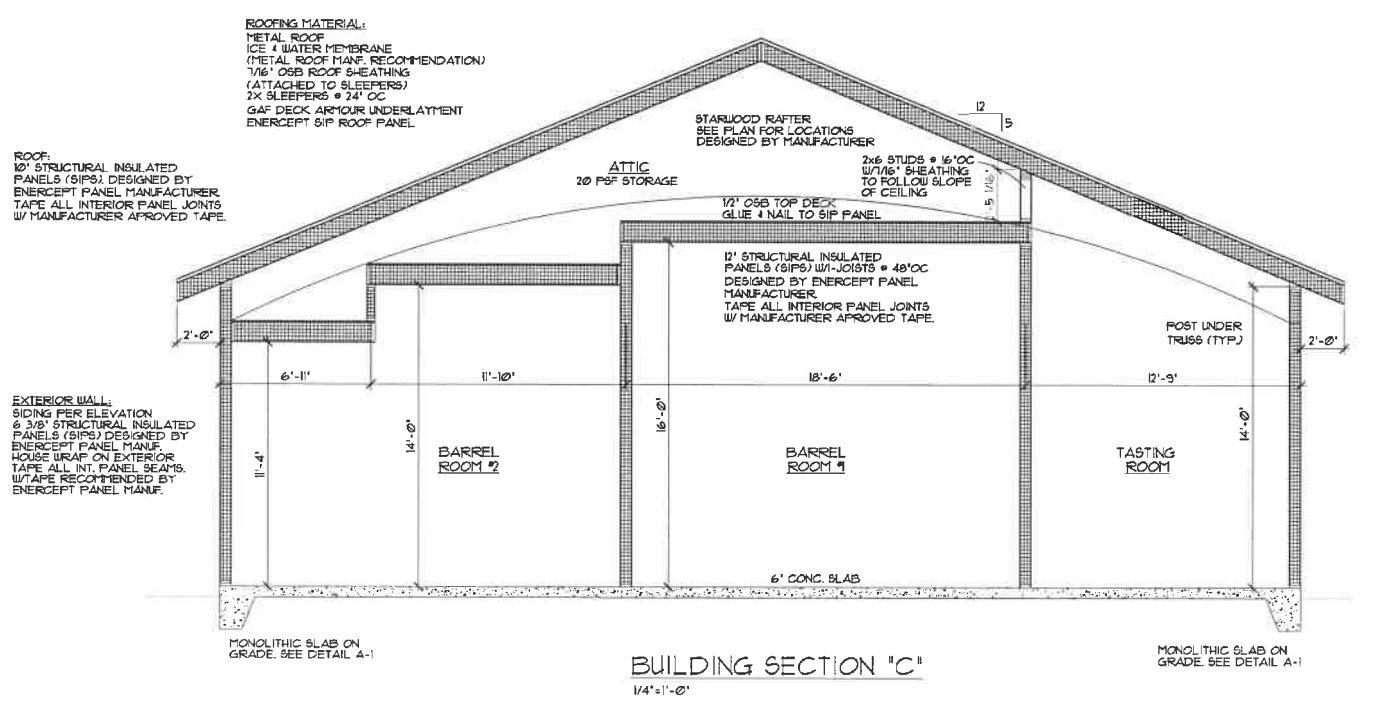 ROOFING MATERIAL:
METAL ROOF
ICE & WATER MEMBRANE
(METAL ROOF MANF. RECOMMENDATION)
7/16" OSB ROOF SHEATHING
(ATTACHED TO SLEEPERS)
2X SLEEPERS @ 24" OC
GAF DECK ARMOUR UNDERLAYMENT
ENERCEPT SIP ROOF PANEL
12
5
STARWOOD RAFTER
SEE PLAN FOR LOCATIONS
DESIGNED BY MANUFACTURER
ROOF:
10" STRUCTURAL INSULATED
PANELS (SIPS) DESIGNED BY
ENERCEPT PANEL MANUFACTURER.
TAPE ALL INTERIOR PANEL JOINTS
W/ MANUFACTURER APROVED TAPE.
ATTIC
20 PSF STORAGE
2x6 STUDS @ 16"OC
W/7/16" SHEATHING
TO FOLLOW SLOPE
OF CEILING
-5 1/16"
1/2" OSB TOP DECK
GLUE & NAIL TO SIP PANEL
12" STRUCTURAL INSULATED
PANELS (SIPS) W/I-JOISTS @ 48"OC
DESIGNED BY ENERCEPT PANEL
MANUFACTURER.
TAPE ALL INTERIOR PANEL JOINTS
W/ MANUFACTURER APROVED TAPE.
POST UNDER
TRUSS (TYP.)
2'-0"
2'-0"
6'-11"
11'-10"
18'-6"
12'-9"
EXTERIOR WALL:
SIDING PER ELEVATION
6 3/8" STRUCTURAL INSULATED
PANELS (SIPS) DESIGNED BY
ENERCEPT PANEL MANUF.
HOUSE WRAP ON EXTERIOR
TAPE ALL INT. PANEL SEAMS.
W/TAPE RECOMMENDED BY
ENERCEPT PANEL MANUF.
11'-4"
14'-0"
16'-0"
14'-0"
BARREL
ROOM #2
BARREL
ROOM #1
TASTING
ROOM
6" CONC. SLAB
MONOLITHIC SLAB ON
GRADE. SEE DETAIL A-1
MONOLITHIC SLAB ON
GRADE. SEE DETAIL A-1
BUILDING SECTION "C"
1/4"=1'-0"